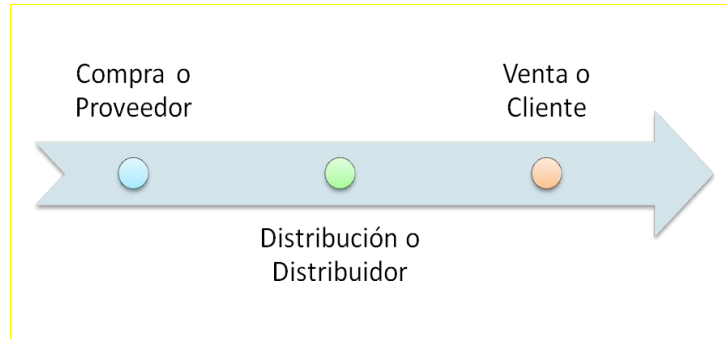 Compra o
Proveedor
Venta o
Cliente
Distribución o
Distribuidor